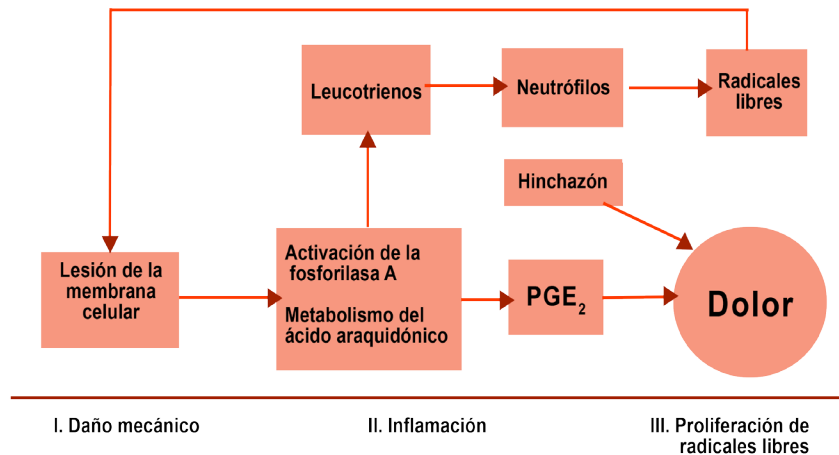 Leucotrienos
Neutrófilos
Radicales
libres
Hinchazón
Lesión de la
membrana
celular
Activación de la
fosforilasa A
Metabolismo del
ácido araquidónico
PGE₂
Dolor
I. Daño mecánico
II. Inflamación
III. Proliferación de
radicales libres